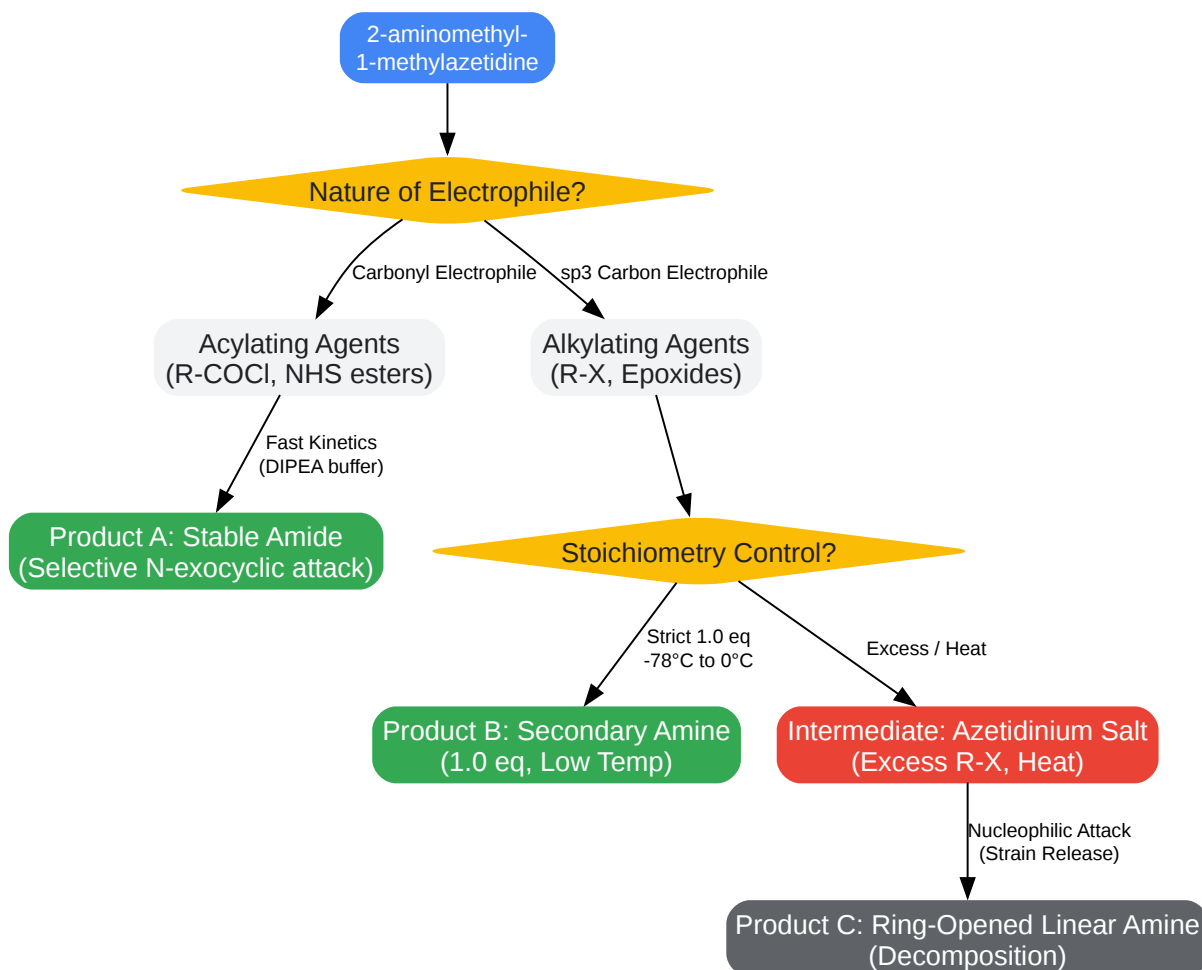 2-aminomethyl-
1-methylazetidine
Nature of Electrophile?
Carbonyl Electrophile
sp3 Carbon Electrophile
Acylating Agents
(R-COCl, NHS esters)
Alkylating Agents
(R-X, Epoxides)
Fast Kinetics
(DIPEA buffer)
Product A: Stable Amide
(Selective N-exocyclic attack)
Stoichiometry Control?
Strict 1.0 eq
-78°C to 0°C
Excess / Heat
Product B: Secondary Amine
(1.0 eq, Low Temp)
Intermediate: Azetidinium Salt
(Excess R-X, Heat)
Nucleophilic Attack
(Strain Release)
Product C: Ring-Opened Linear Amine
(Decomposition)